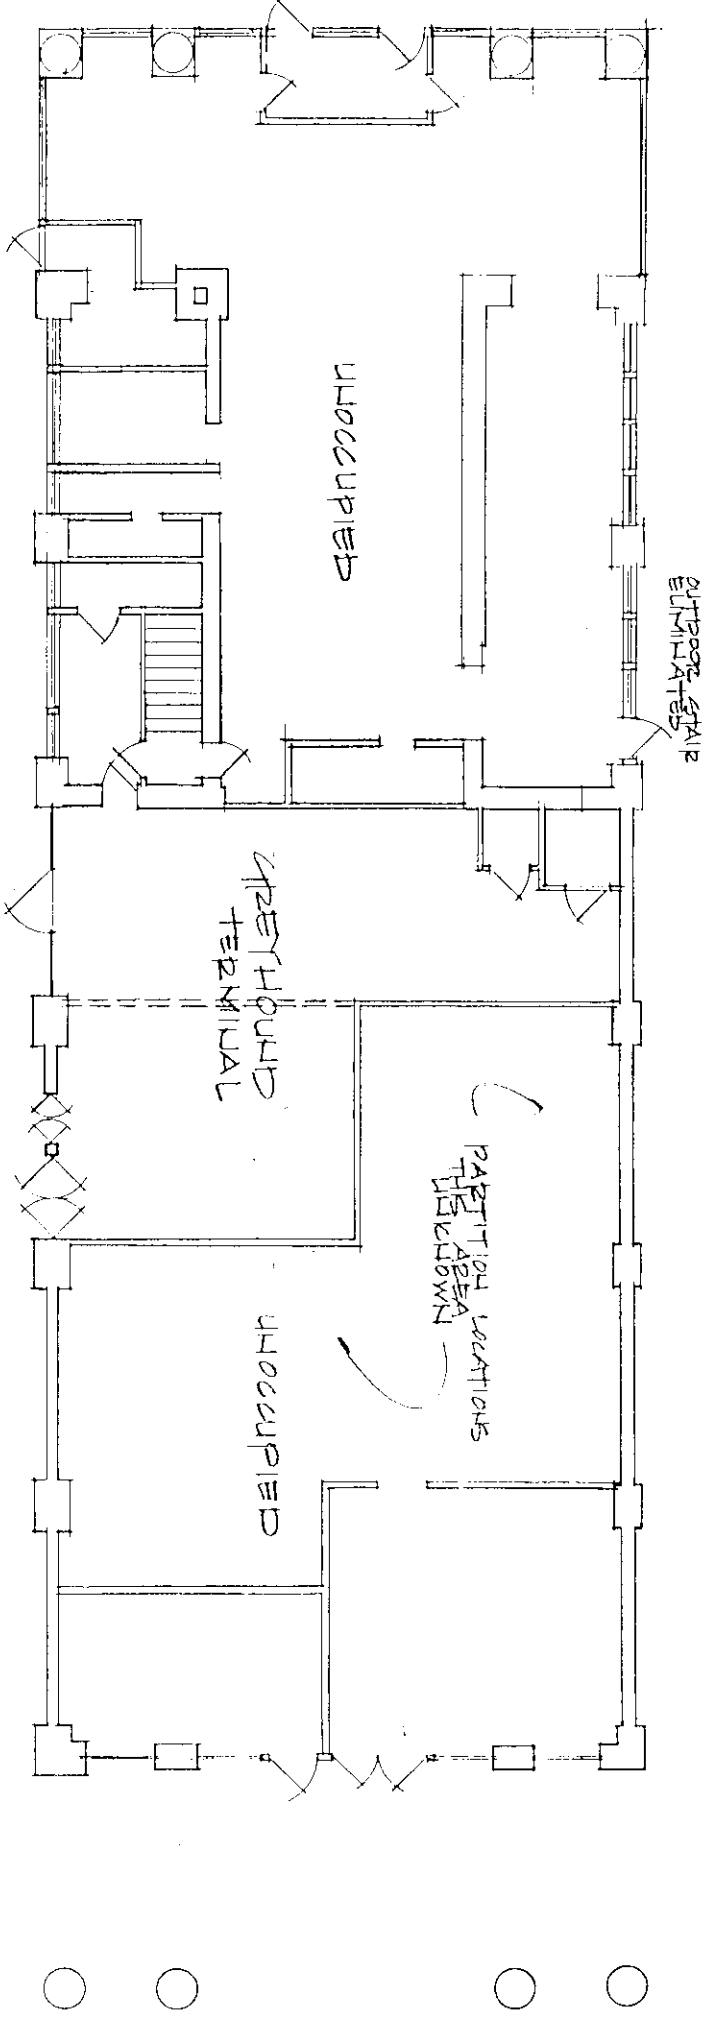 UNOCCUPIED
OUTDOOR STAIR
ELIMINATED
GREYHOUND
TERMINAL
PARTITION LOCATIONS
THIS AREA
UNKNOWN
UNOCCUPIED